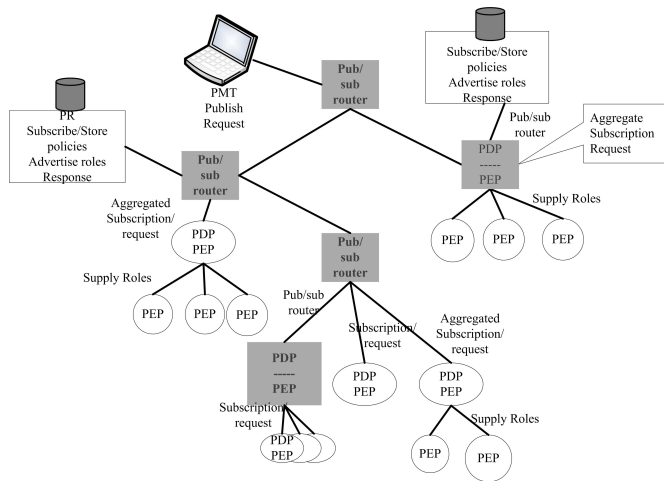 Subscribe/Store
policies
Advertise roles
Response
Pub/
sub
router
PMT
Publish
Request
PR
Subscribe/Store
policies
Advertise roles
Response
Pub/sub
router
Aggregate
Subscription
Request
PDP
-----
PEP
Pub/
sub
router
Supply Roles
Aggregated
Subscription/
request
PDP
PEP
PEP
PEP
PEP
Pub/
sub
router
Supply Roles
PEP
PEP
PEP
Pub/sub
router
Subscription/
request
Aggregated
Subscription/
request
PDP
-----
PEP
PDP
PEP
PDP
PEP
Subscription/
request
Supply Roles
PDP
PEP
PEP
PEP